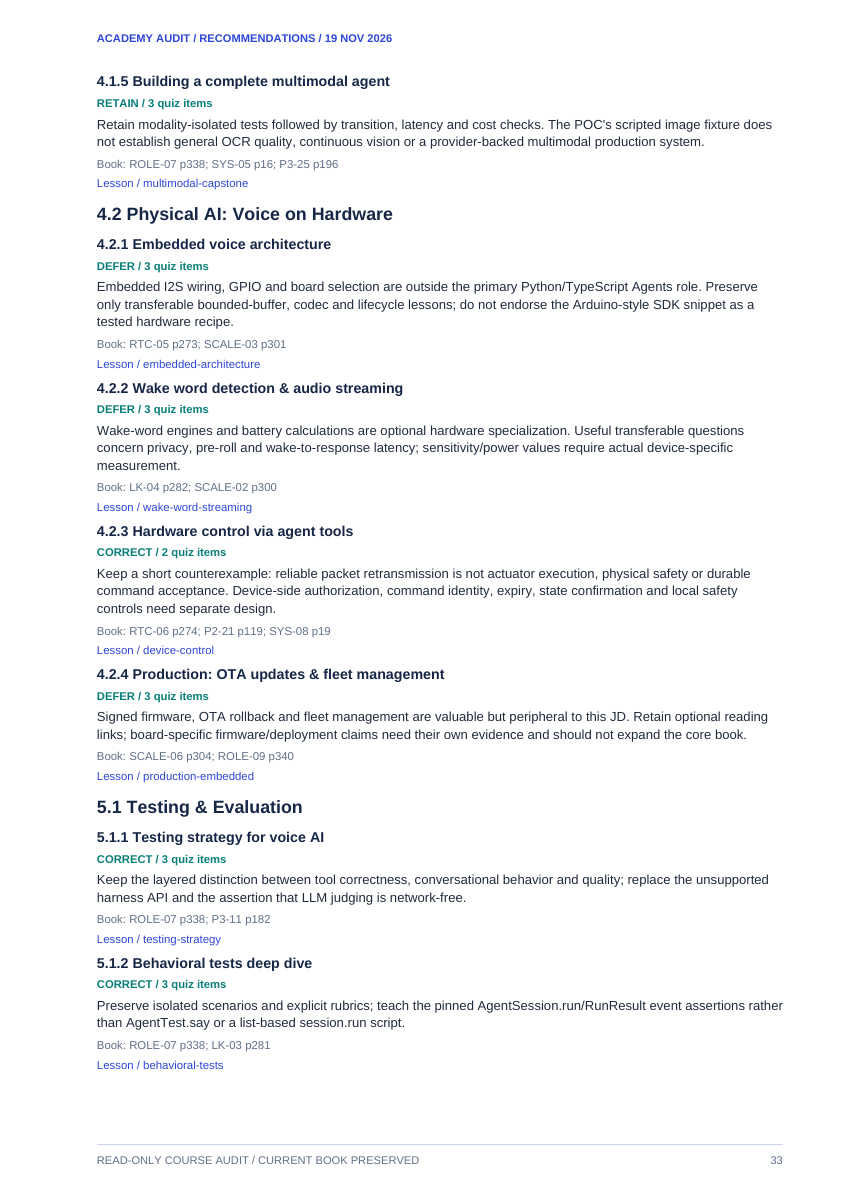 ACADEMY AUDIT / RECOMMENDATIONS / 19 NOV 2026
4.1.5 Building a complete multimodal agent
RETAIN / 3 quiz items
Retain modality-isolated tests followed by transition, latency and cost checks. The POC's scripted image fixture does
not establish general OCR quality, continuous vision or a provider-backed multimodal production system.
Book: ROLE-07 p338; SYS-05 p16; P3-25 p196
Lesson / multimodal-capstone
4.2 Physical AI: Voice on Hardware
4.2.1 Embedded voice architecture
DEFER / 3 quiz items
Embedded I2S wiring, GPIO and board selection are outside the primary Python/TypeScript Agents role. Preserve
only transferable bounded-buffer, codec and lifecycle lessons; do not endorse the Arduino-style SDK snippet as a
tested hardware recipe.
Book: RTC-05 p273; SCALE-03 p301
Lesson / embedded-architecture
4.2.2 Wake word detection & audio streaming
DEFER / 3 quiz items
Wake-word engines and battery calculations are optional hardware specialization. Useful transferable questions
concern privacy, pre-roll and wake-to-response latency; sensitivity/power values require actual device-specific
measurement.
Book: LK-04 p282; SCALE-02 p300
Lesson / wake-word-streaming
4.2.3 Hardware control via agent tools
CORRECT / 2 quiz items
Keep a short counterexample: reliable packet retransmission is not actuator execution, physical safety or durable
command acceptance. Device-side authorization, command identity, expiry, state confirmation and local safety
controls need separate design.
Book: RTC-06 p274; P2-21 p119; SYS-08 p19
Lesson / device-control
4.2.4 Production: OTA updates & fleet management
DEFER / 3 quiz items
Signed firmware, OTA rollback and fleet management are valuable but peripheral to this JD. Retain optional reading
links; board-specific firmware/deployment claims need their own evidence and should not expand the core book.
Book: SCALE-06 p304; ROLE-09 p340
Lesson / production-embedded
5.1 Testing & Evaluation
5.1.1 Testing strategy for voice AI
CORRECT / 3 quiz items
Keep the layered distinction between tool correctness, conversational behavior and quality; replace the unsupported
harness API and the assertion that LLM judging is network-free.
Book: ROLE-07 p338; P3-11 p182
Lesson / testing-strategy
5.1.2 Behavioral tests deep dive
CORRECT / 3 quiz items
Preserve isolated scenarios and explicit rubrics; teach the pinned AgentSession.run/RunResult event assertions rather
than AgentTest.say or a list-based session.run script.
Book: ROLE-07 p338; LK-03 p281
Lesson / behavioral-tests
READ-ONLY COURSE AUDIT / CURRENT BOOK PRESERVED
33